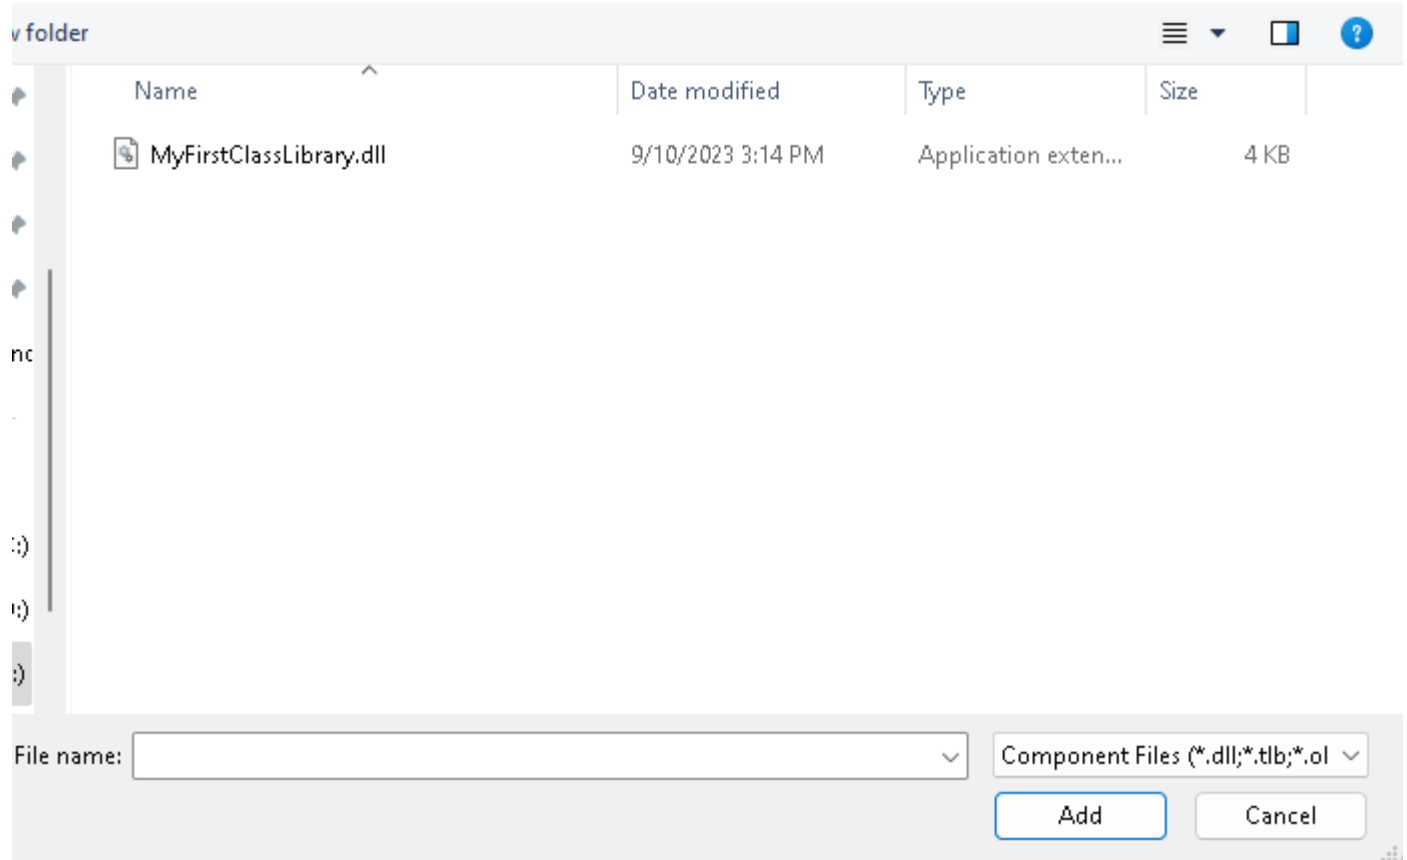 v folder
Name Date modified Type Size
MyFirstClassLibrary.dll 9/10/2023 3:14 PM Application exten... 4 KB
nc
:)
:)
:)
File name: Component Files (*.dll;*.tlb;*.ol
Add Cancel